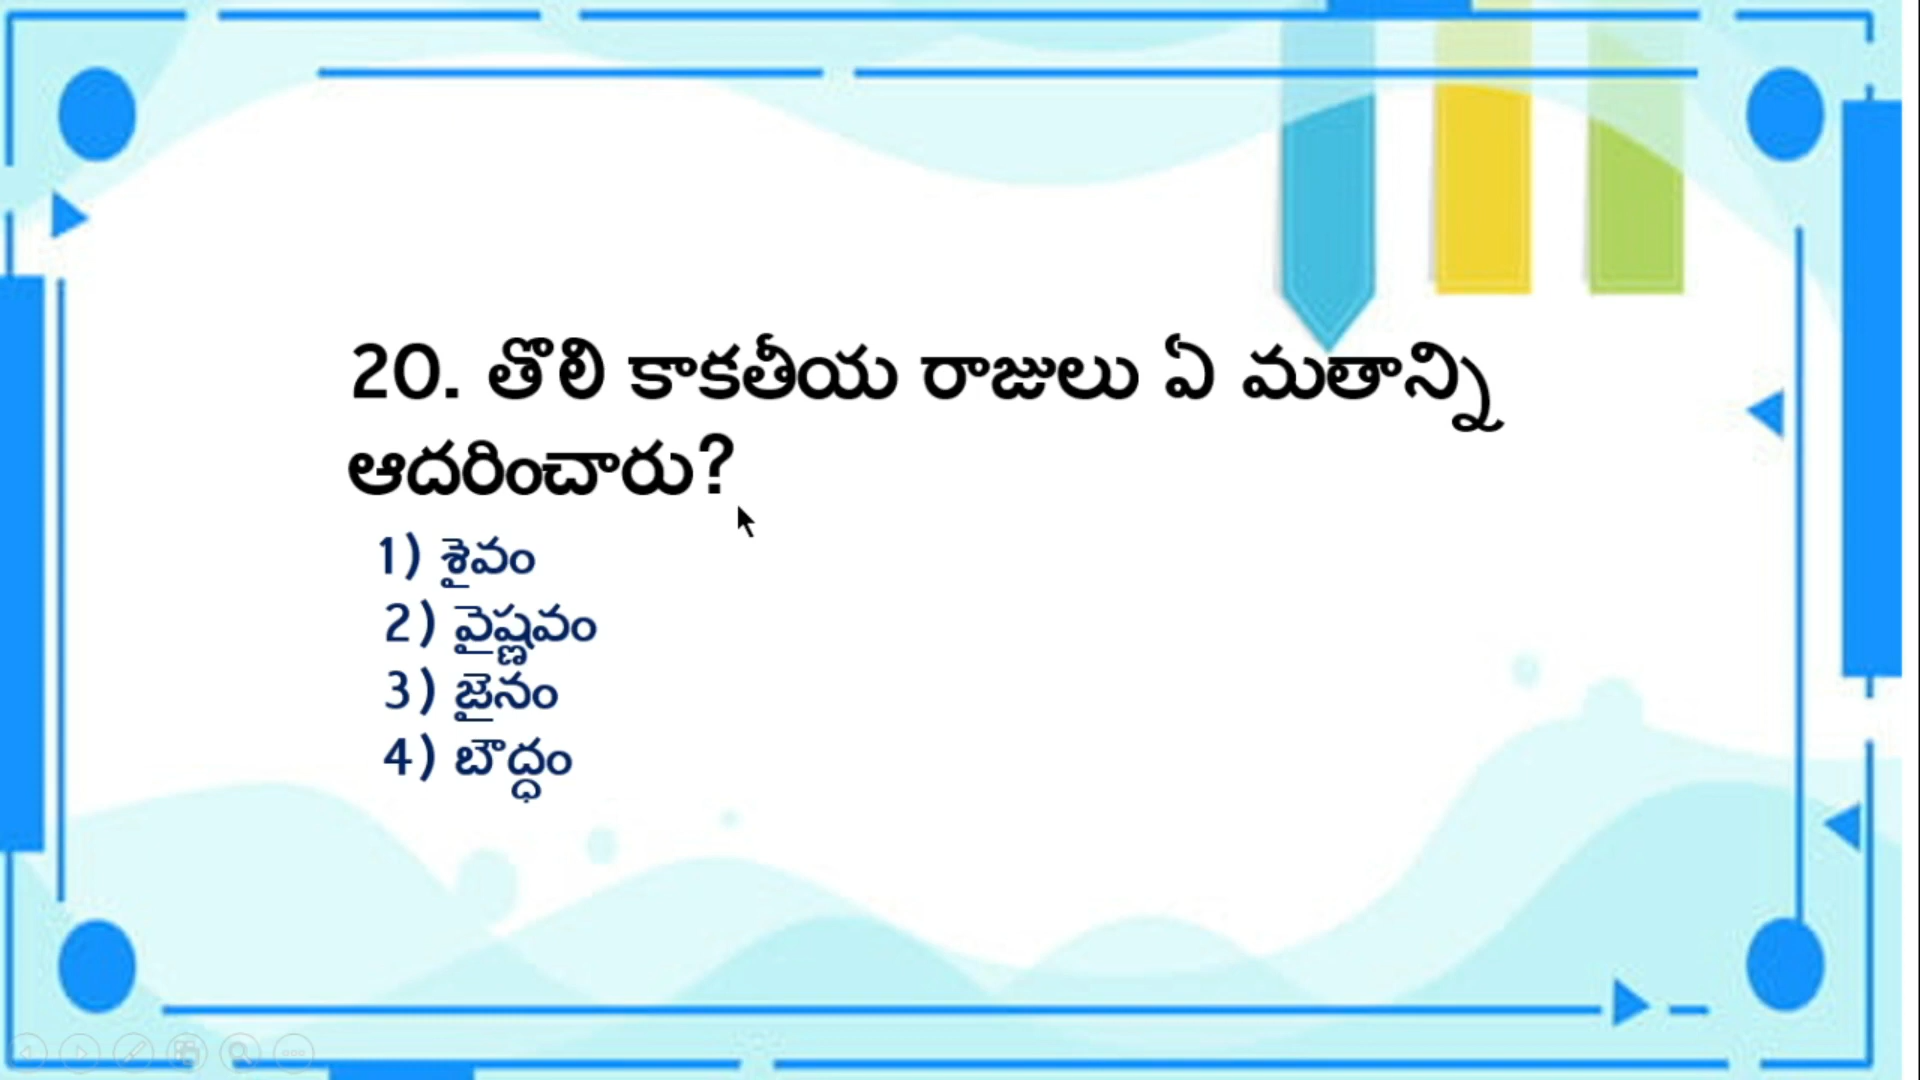 20. తొలి కాకతీయ రాజులు ఏ మతాన్ని
ఆదరించారు?
1) శైవం
2) వైష్ణవం
3) జైనం
4) బౌద్ధం